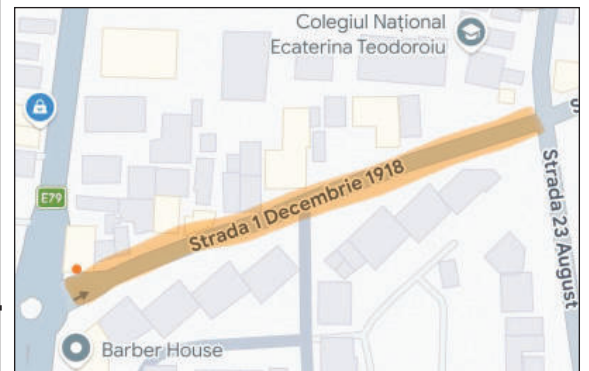 Colegiul Național
Ecaterina Teodoroiu
E79
Strada 1 Decembrie 1918
Strada 23 August
Barber House